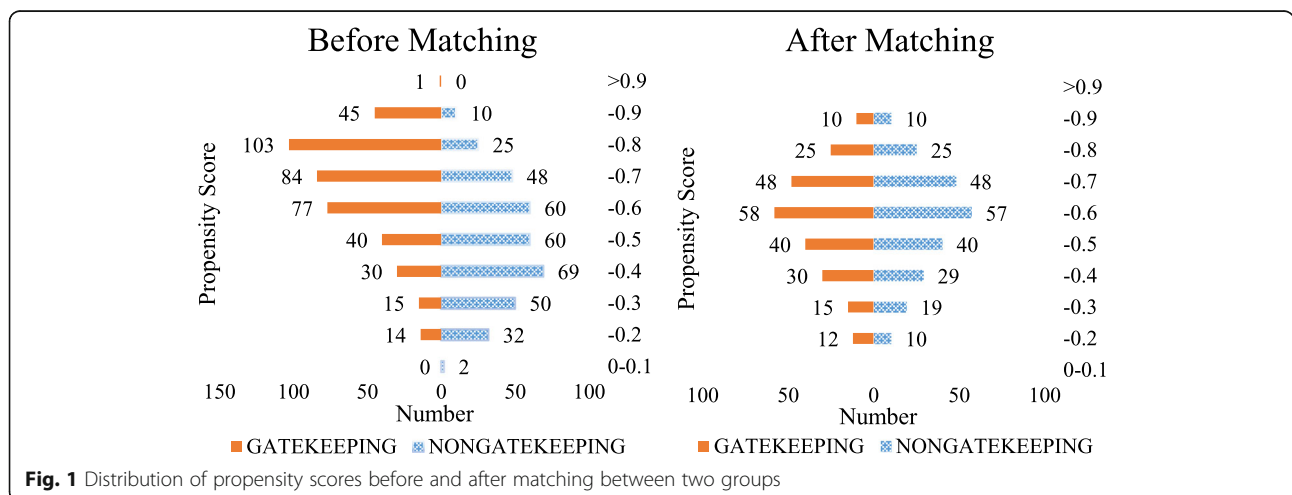 Before Matching After Matching
Propensity Score
1 0 >0.9 >0.9
45 10 -0.9 10 10 -0.9
103 25 -0.8 25 25 -0.8
84 48 -0.7 48 48 -0.7
77 60 -0.6 58 57 -0.6
40 60 -0.5 40 40 -0.5
30 69 -0.4 30 29 -0.4
15 50 -0.3 15 19 -0.3
14 32 -0.2 12 10 -0.2
0 2 0-0.1 0-0.1
Propensity Score
150 100 50 0 50 100 100 50 0 50 100
Number Number
GATEKEEPING NONGATEKEEPING GATEKEEPING NONGATEKEEPING
Fig. 1 Distribution of propensity scores before and after matching between two groups